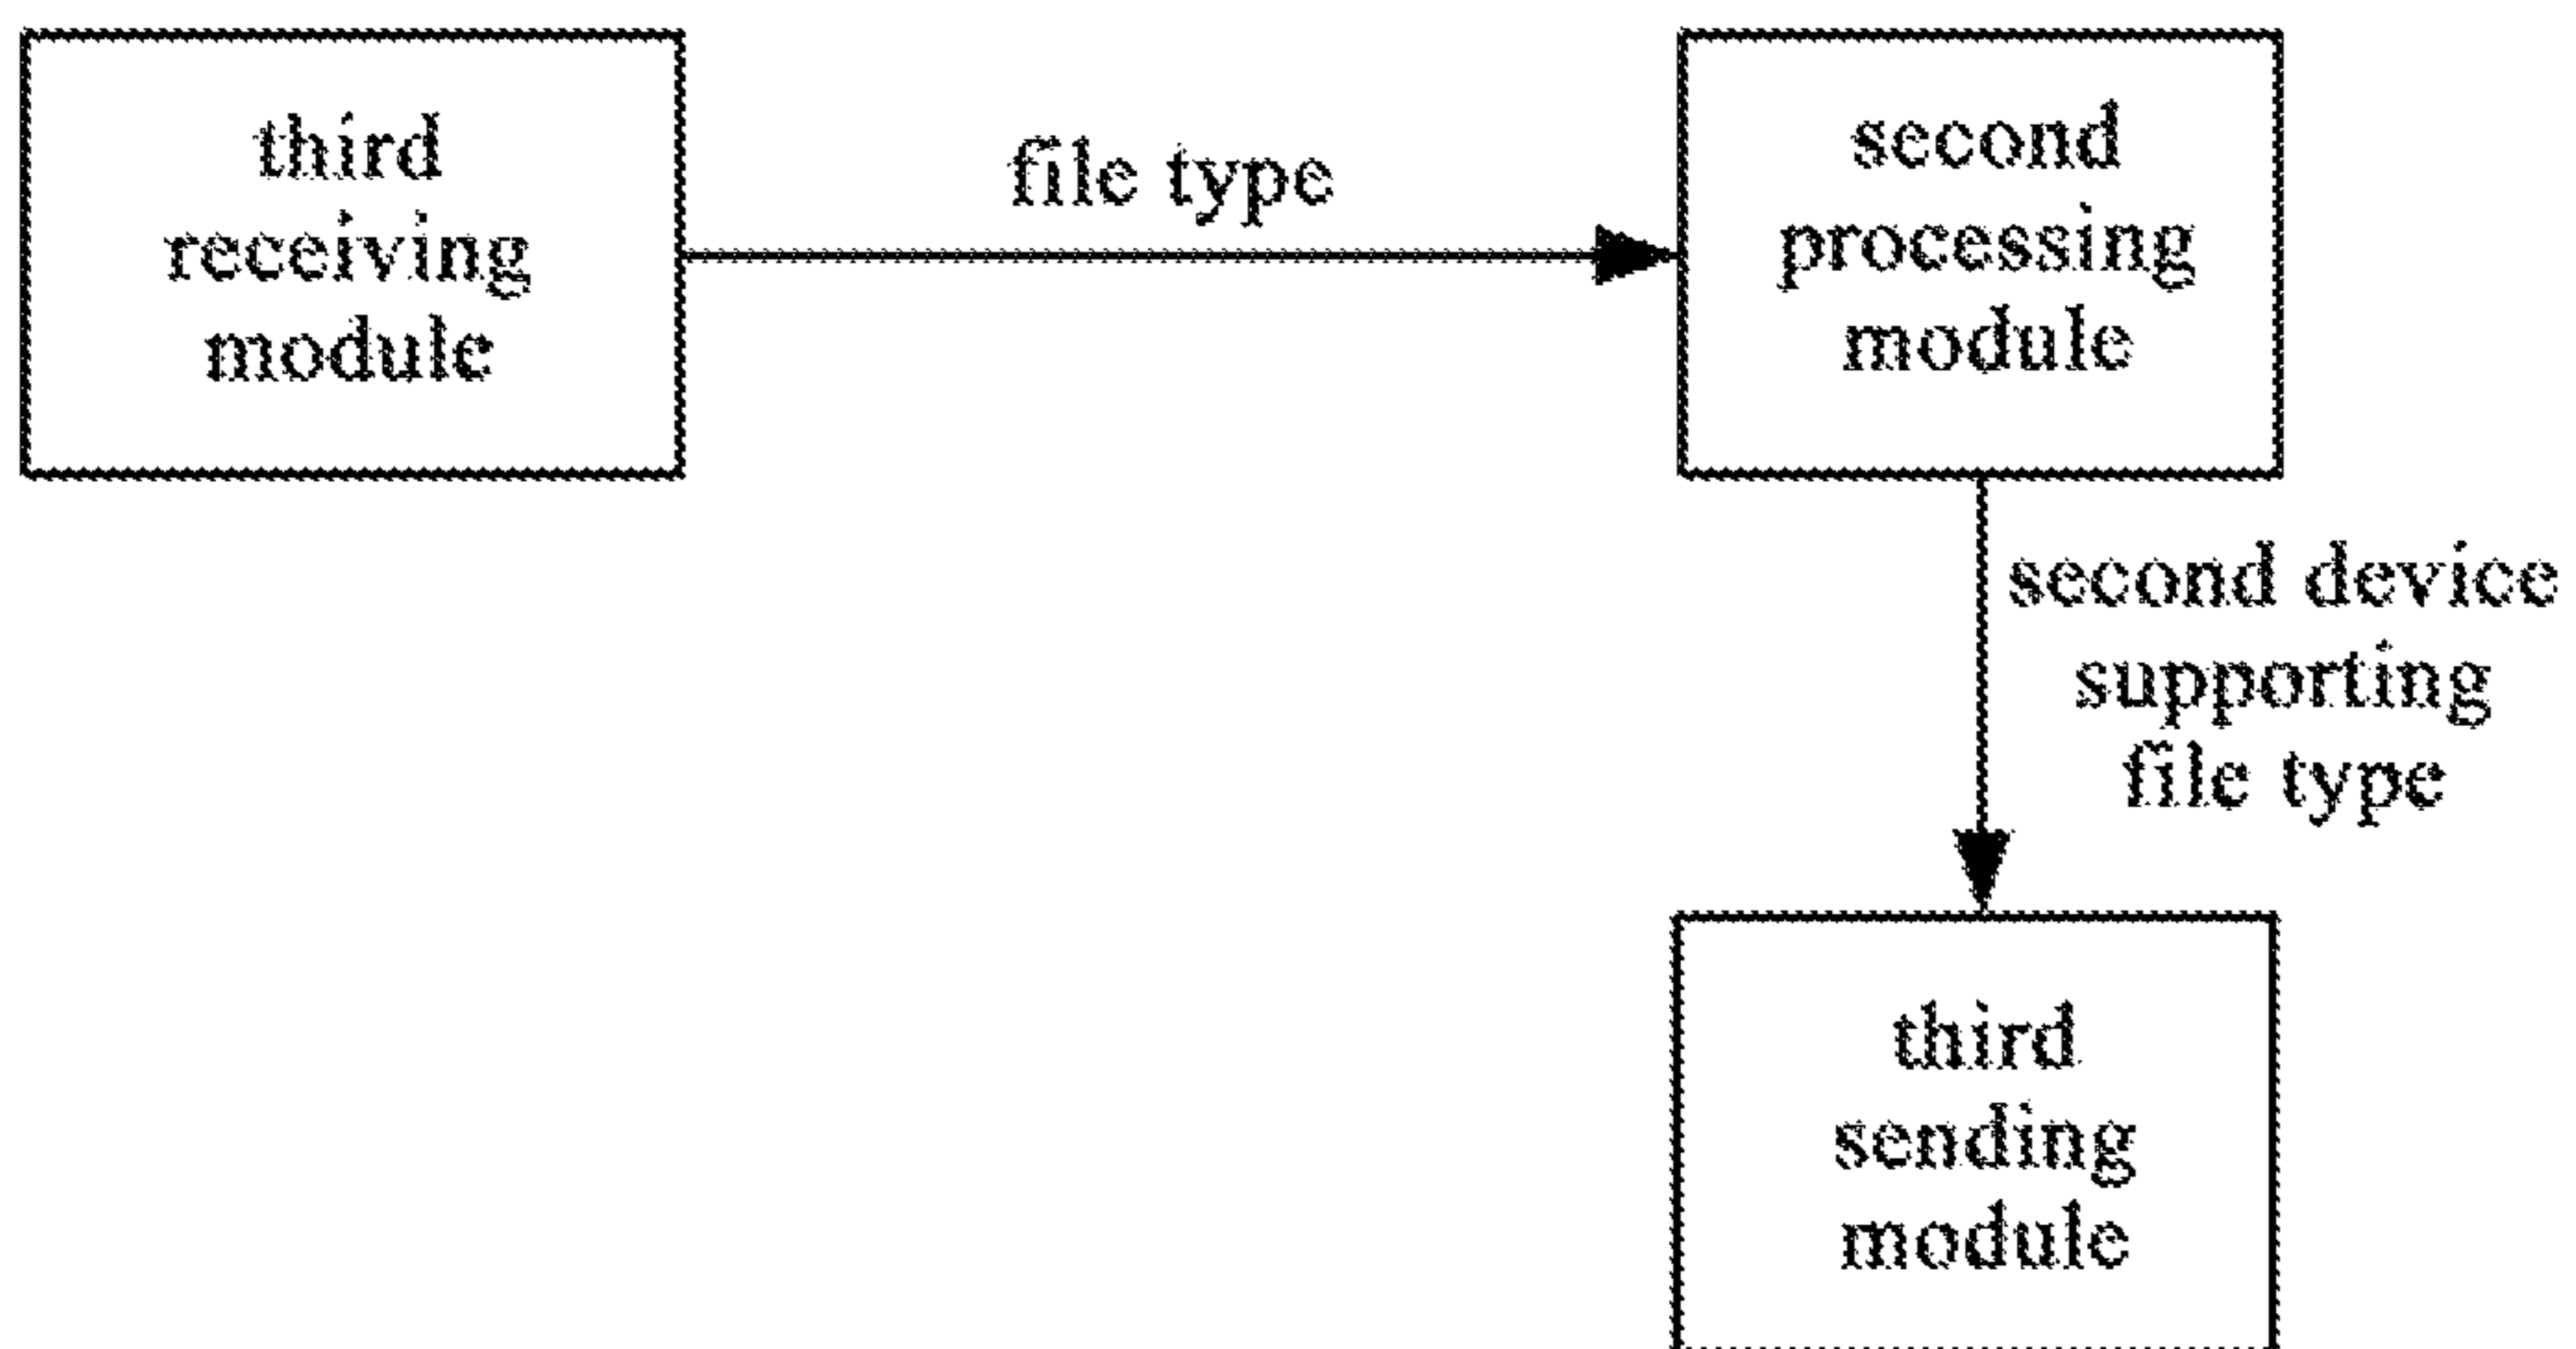 third
receiving
module
file type
second
processing
module
second device
supporting
file type
third
sending
module